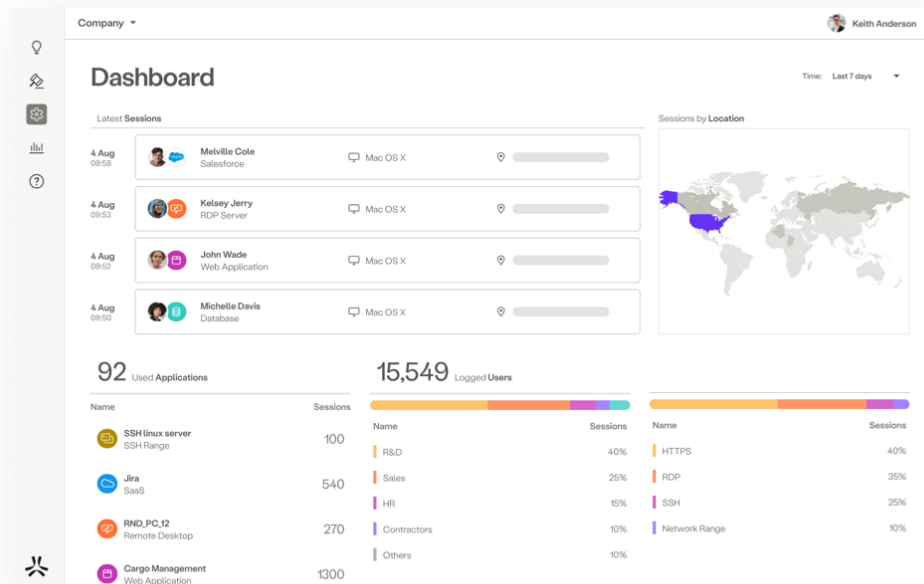 Company
Keith Anderson
Dashboard
Time: Last 7 days
Latest Sessions
Sessions by Location
4 Aug
09:58
Melville Cole
Salesforce
Mac OS X
4 Aug
09:53
Kelsey Jerry
RDP Server
Mac OS X
4 Aug
09:52
John Wade
Web Application
Mac OS X
4 Aug
09:50
Michelle Davis
Database
Mac OS X
92 Used Applications
Name Sessions
SSH linux server
SSH Range
100
Jira
SaaS
540
RND_PC_12
Remote Desktop
270
Cargo Management
Web Application
1300
15,549 Logged Users
Name Sessions
R&D 40%
Sales 25%
HR 15%
Contractors 10%
Others 10%
Name Sessions
HTTPS 40%
RDP 35%
SSH 25%
Network Range 10%